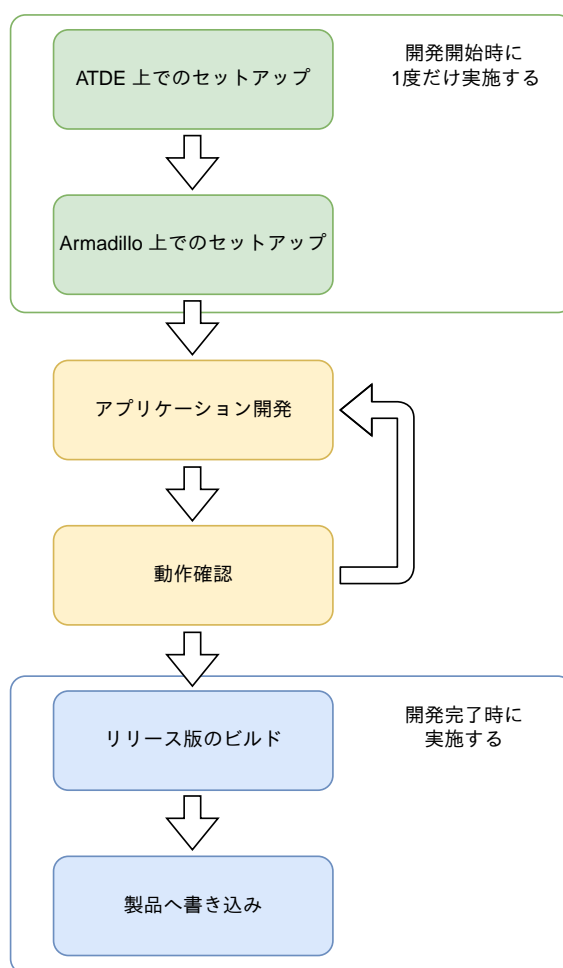 ATDE 上でのセットアップ
開発開始時に
1度だけ実施する
Armadillo 上でのセットアップ
アプリケーション開発
動作確認
リリース版のビルド
開発完了時に
実施する
製品へ書き込み